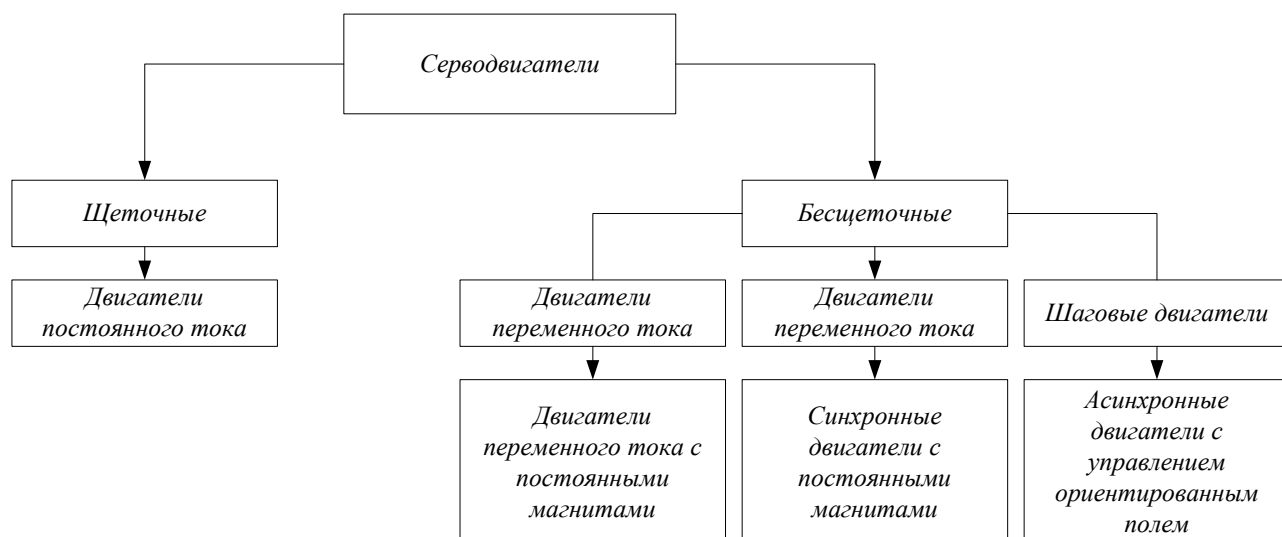 Серводвигатели
Щеточные
Бесщеточные
Двигатели
постоянного тока
Двигатели
переменного тока
Двигатели
переменного тока
Шаговые двигатели
Двигатели
переменного тока с
постоянными
магнитами
Синхронные
двигатели с
постоянными
магнитами
Асинхронные
двигатели с
управлением
ориентированным
полем